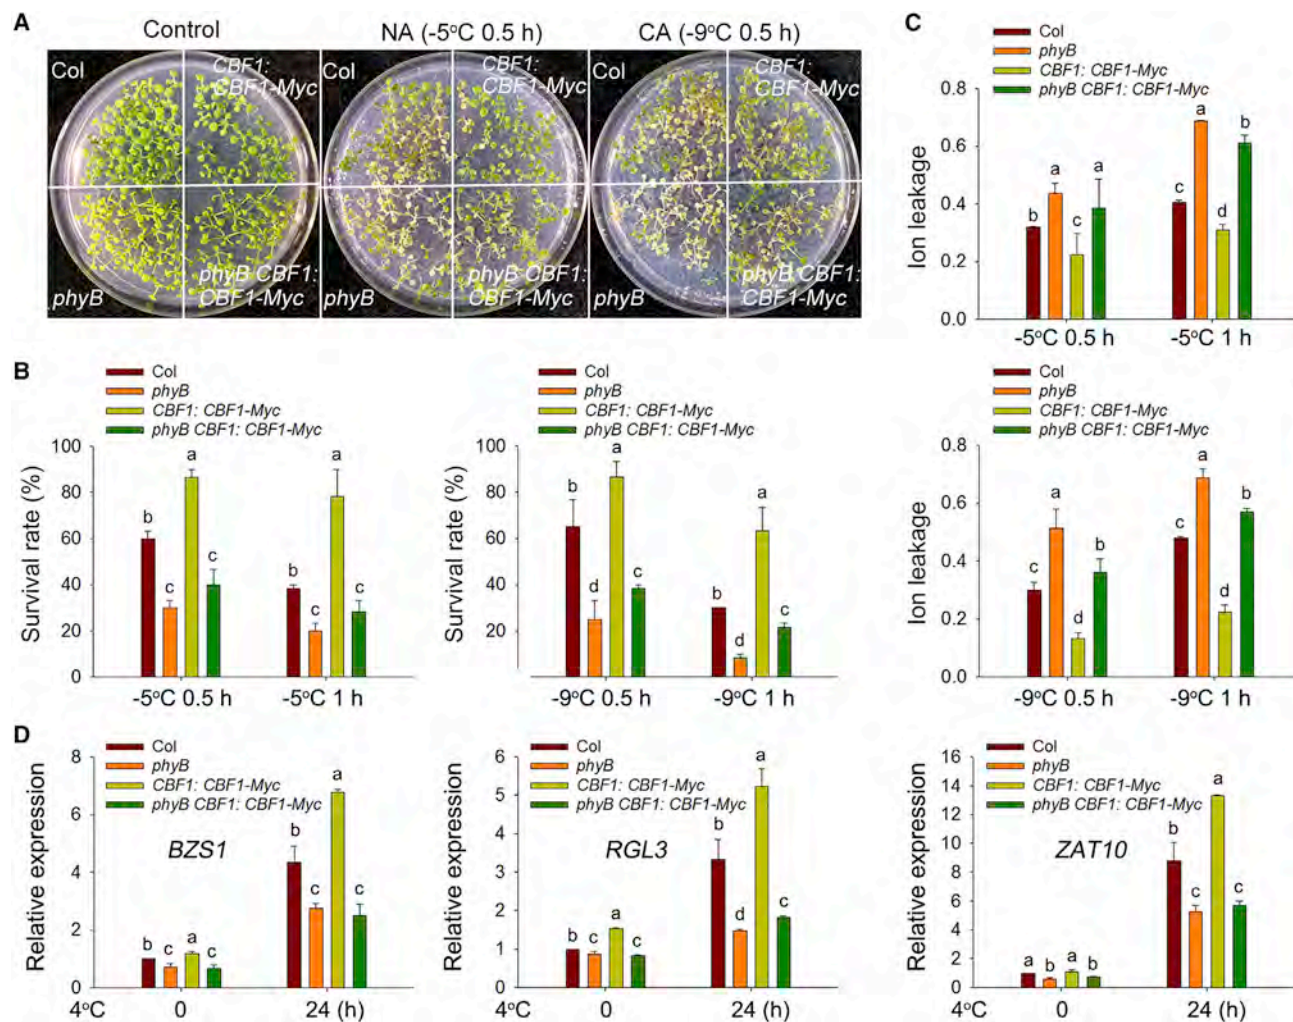 A
Control
NA (-5°C 0.5 h)
CA (-9°C 0.5 h)
Col
CBF1:
CBF1-Myc
phyB
phyB CBF1:
CBF1-Myc
Col
CBF1:
CBF1-Myc
phyB
phyB CBF1:
CBF1-Myc
Col
CBF1:
CBF1-Myc
phyB
phyB CBF1:
CBF1-Myc
C
Col
phyB
CBF1: CBF1-Myc
phyB CBF1: CBF1-Myc
Ion leakage
0.8
0.6
0.4
0.2
0.0
b a c a
c a d b
-5°C 0.5 h -5°C 1 h
B
Col
phyB
CBF1: CBF1-Myc
phyB CBF1: CBF1-Myc
Survival rate (%)
100
80
60
40
20
b c a c
b c a c
-5°C 0.5 h -5°C 1 h
Col
phyB
CBF1: CBF1-Myc
phyB CBF1: CBF1-Myc
Survival rate (%)
100
80
60
40
20
b d a c
b d a c
-9°C 0.5 h -9°C 1 h
Col
phyB
CBF1: CBF1-Myc
phyB CBF1: CBF1-Myc
Ion leakage
0.8
0.6
0.4
0.2
0.0
c a d b
c a d b
-9°C 0.5 h -9°C 1 h
D
Col
phyB
CBF1: CBF1-Myc
phyB CBF1: CBF1-Myc
Relative expression
8
6
4
2
0
BZS1
b c a c
b c a c
4°C 0 24 (h)
Col
phyB
CBF1: CBF1-Myc
phyB CBF1: CBF1-Myc
Relative expression
6
5
4
3
2
1
0
RGL3
b c a c
b d a c
0 24 (h)
Col
phyB
CBF1: CBF1-Myc
phyB CBF1: CBF1-Myc
Relative expression
16
14
12
10
8
6
4
2
0
ZAT10
a b a b
b c a c
4°C 0 24 (h)